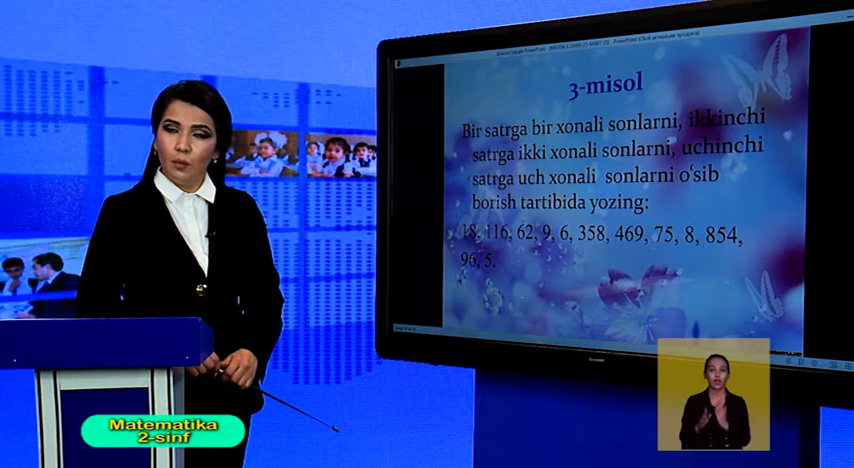 3-misol
Bir satrga bir xonali sonlarni, ikkinchi
satrga ikki xonali sonlarni, uchinchi
satrga uch xonali sonlarni o'sib
borish tartibida yozing:
18, 116, 62, 9, 6, 358, 469, 75, 8, 854,
96, 5.
Matematika
2-sinf